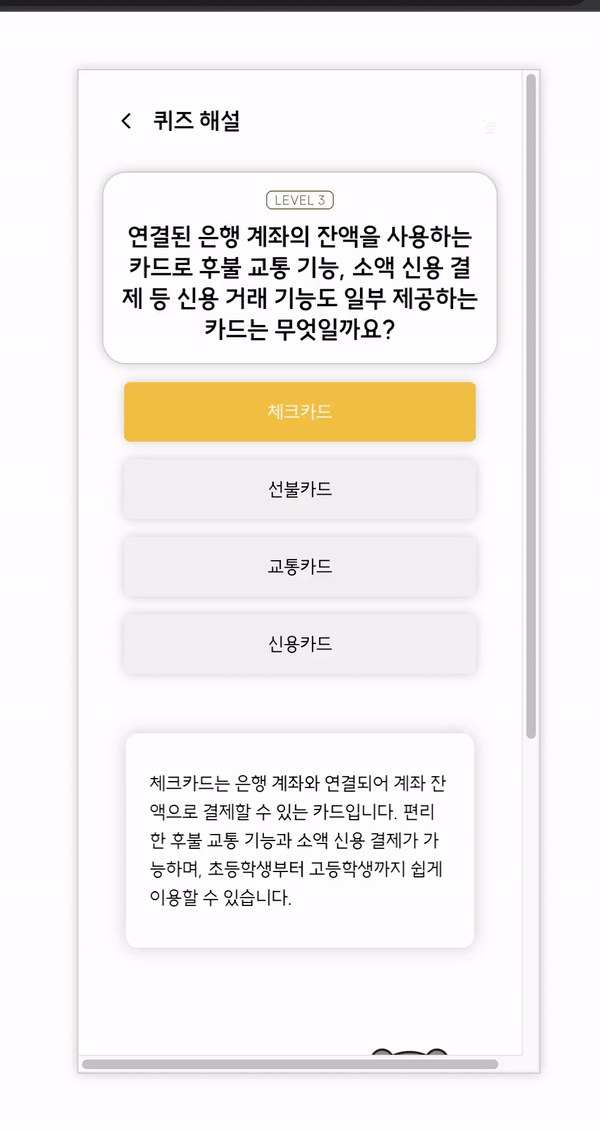 퀴즈 해설
LEVEL 3
연결된 은행 계좌의 잔액을 사용하는
카드로 후불 교통 기능, 소액 신용 결
제 등 신용 거래 기능도 일부 제공하는
카드는 무엇일까요?
체크카드
선불카드
교통카드
신용카드
체크카드는 은행 계좌와 연결되어 계좌 잔
액으로 결제할 수 있는 카드입니다. 편리
한 후불 교통 기능과 소액 신용 결제가 가
능하며, 초등학생부터 고등학생까지 쉽게
이용할 수 있습니다.